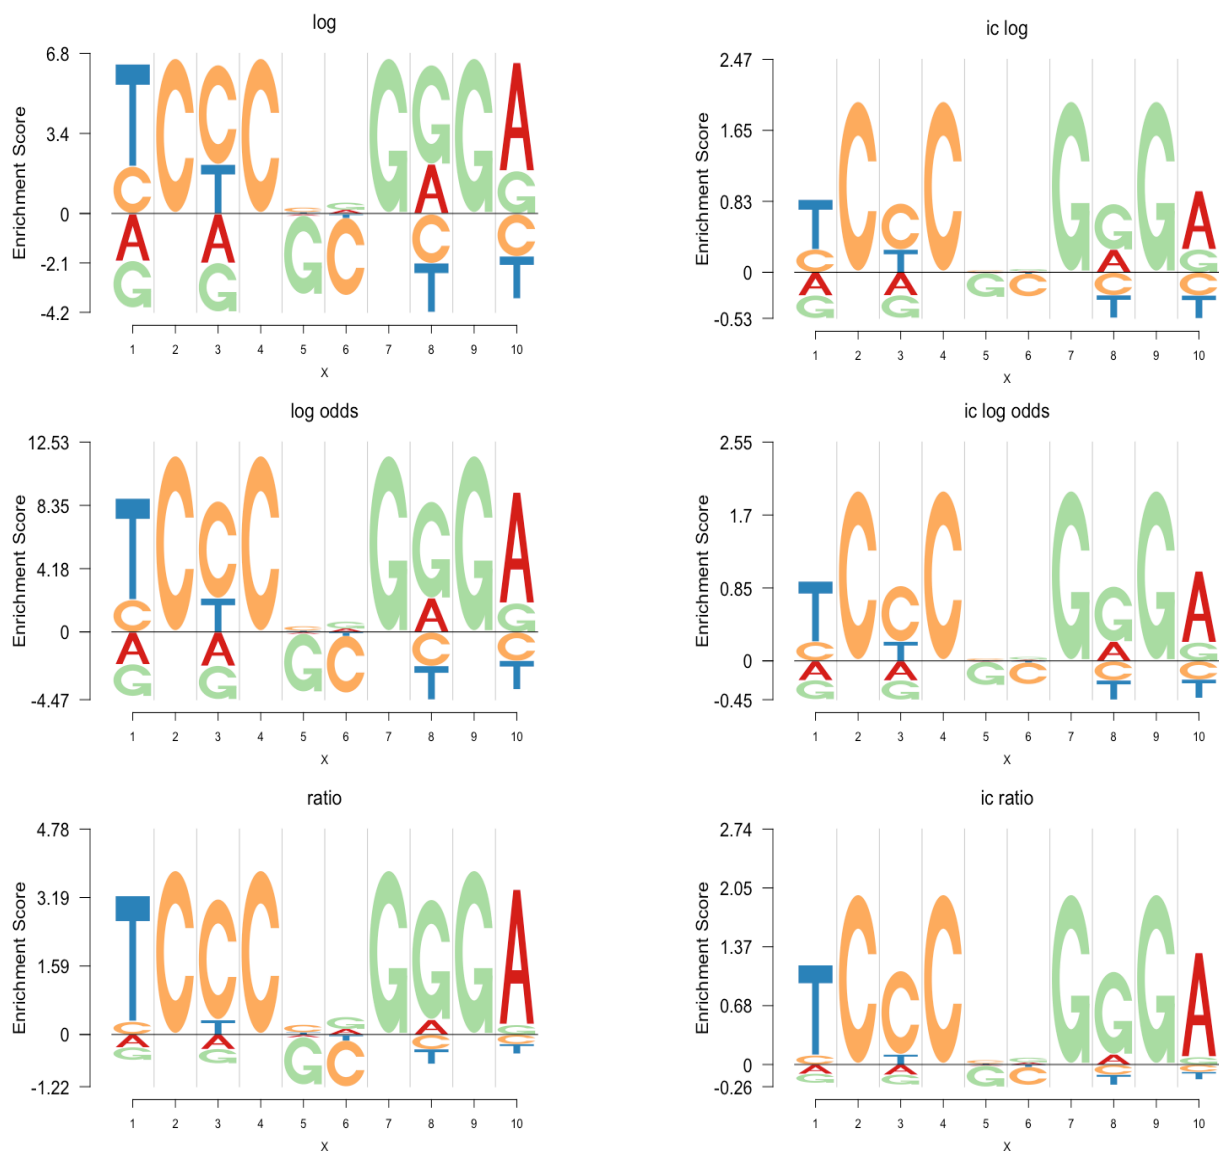 log
6.8
3.4
0
-2.1
-4.2
Enrichment Score
T C C C C G G G G A
C T A A G
A A G C C C C
G G T T
1 2 3 4 5 6 7 8 9 10
X
ic log
2.47
1.65
0.83
0
-0.53
Enrichment Score
T C C C G G G A
C T A G
A A G C C C
G G T T
1 2 3 4 5 6 7 8 9 10
X
log odds
12.53
8.35
4.18
0
-4.47
Enrichment Score
T C C C C G G G G A
C T A A G
A A G C C C
G G T T
1 2 3 4 5 6 7 8 9 10
X
ic log odds
2.55
1.7
0.85
0
-0.45
Enrichment Score
T C C C G G G A
C T A G
A A G C C C
G G T T
1 2 3 4 5 6 7 8 9 10
X
ratio
4.78
3.19
1.59
0
-1.22
Enrichment Score
T C C C C G G G G A
C T A A G
A A G C C C
G G T T
1 2 3 4 5 6 7 8 9 10
X
ic ratio
2.74
2.05
1.37
0.68
0
-0.26
Enrichment Score
T C C C C G G G G A
C T A G
A A G C C C
G G T T
1 2 3 4 5 6 7 8 9 10
X